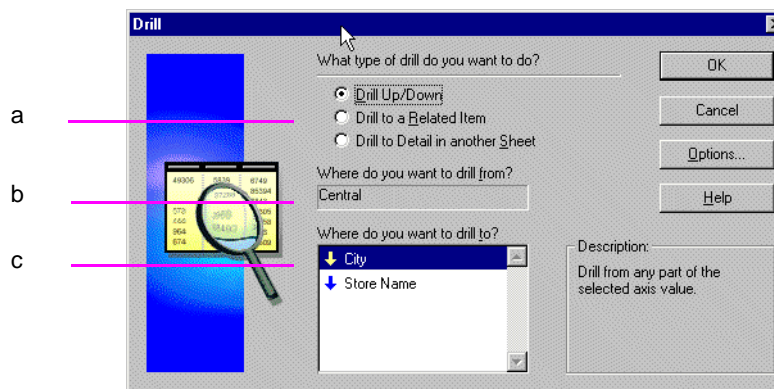 Drill
What type of drill do you want to do?
Drill Up/Down
Drill to a Related Item
Drill to Detail in another Sheet
Where do you want to drill from?
Central
Where do you want to drill to?
City
Store Name
OK
Cancel
Options...
Help
Description:
Drill from any part of the
selected axis value.
a
b
c